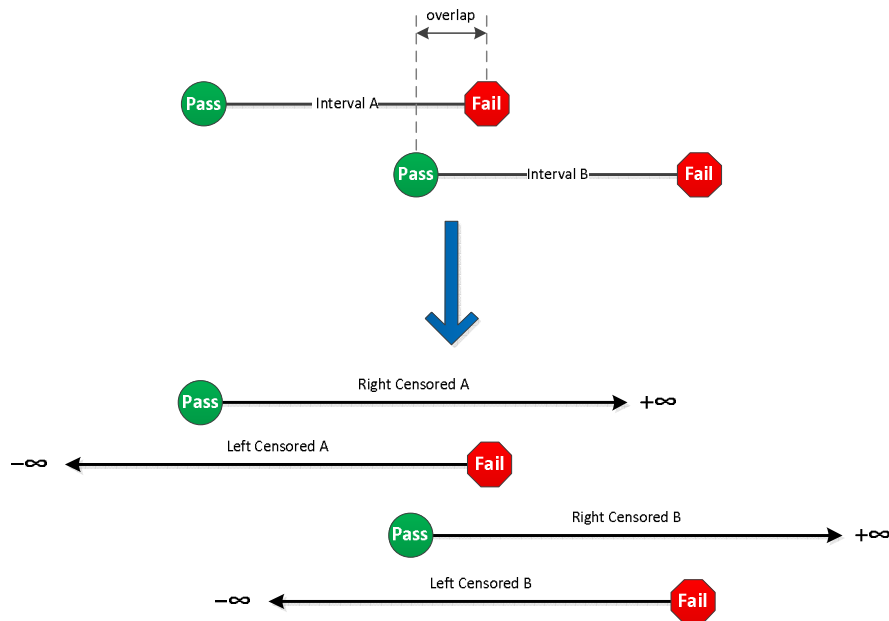 overlap
Pass Interval A Fail
Pass Interval B Fail
Right Censored A
Pass +∞
Left Censored A
−∞ Fail
Right Censored B
Pass +∞
Left Censored B
−∞ Fail